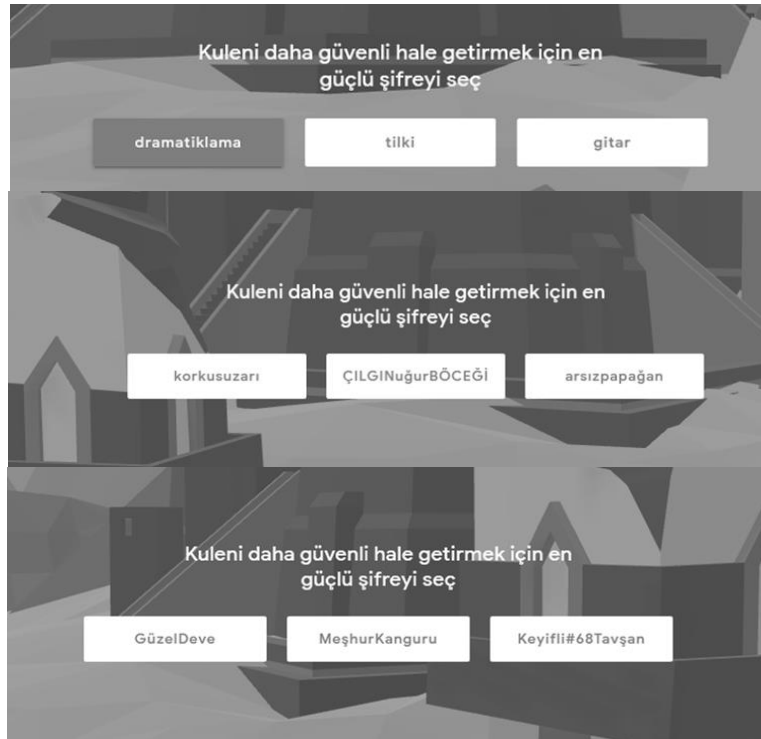 Kuleni daha güvenli hale getirmek için en
güçlü şifreyi seç
dramatiklama tilki gitar
Kuleni daha güvenli hale getirmek için en
güçlü şifreyi seç
korkusuzarı ÇILGINuğurBÖCEĞİ arsızpapağan
Kuleni daha güvenli hale getirmek için en
güçlü şifreyi seç
GüzelDeve MeşhurKanguru Keyifli#68Tavşan